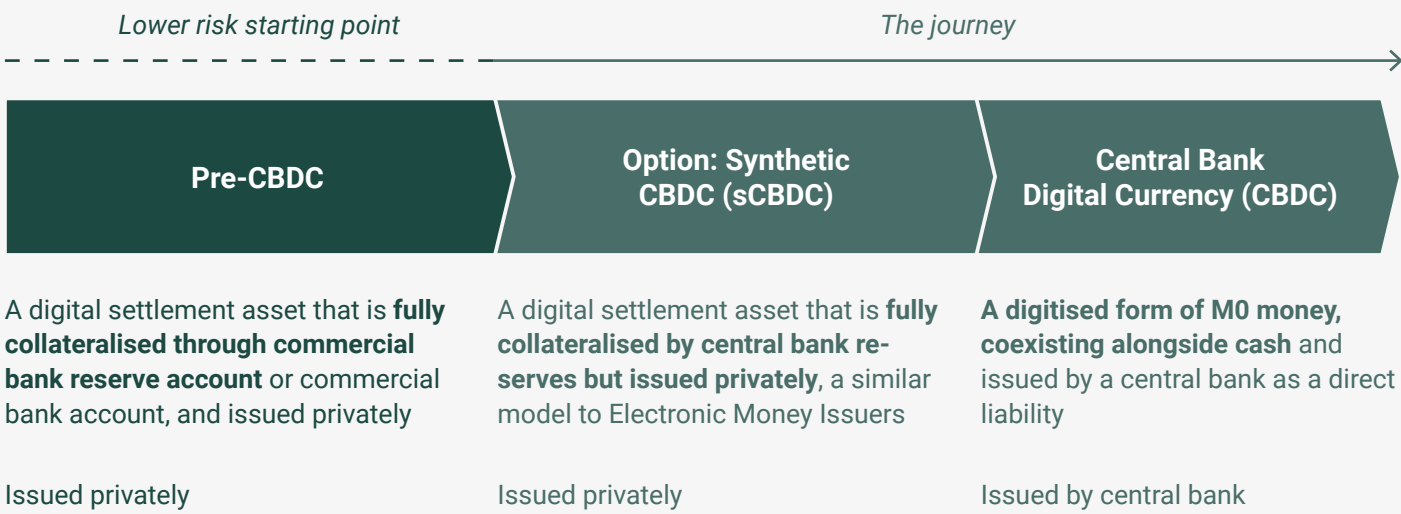 Lower risk starting point
The journey
Pre-CBDC
Option: Synthetic
CBDC (sCBDC)
Central Bank
Digital Currency (CBDC)
A digital settlement asset that is fully
collateralised through commercial
bank reserve account or commercial
bank account, and issued privately
A digital settlement asset that is fully
collateralised by central bank re-
serves but issued privately, a similar
model to Electronic Money Issuers
A digitised form of M0 money,
coexisting alongside cash and
issued by a central bank as a direct
liability
Issued privately
Issued privately
Issued by central bank